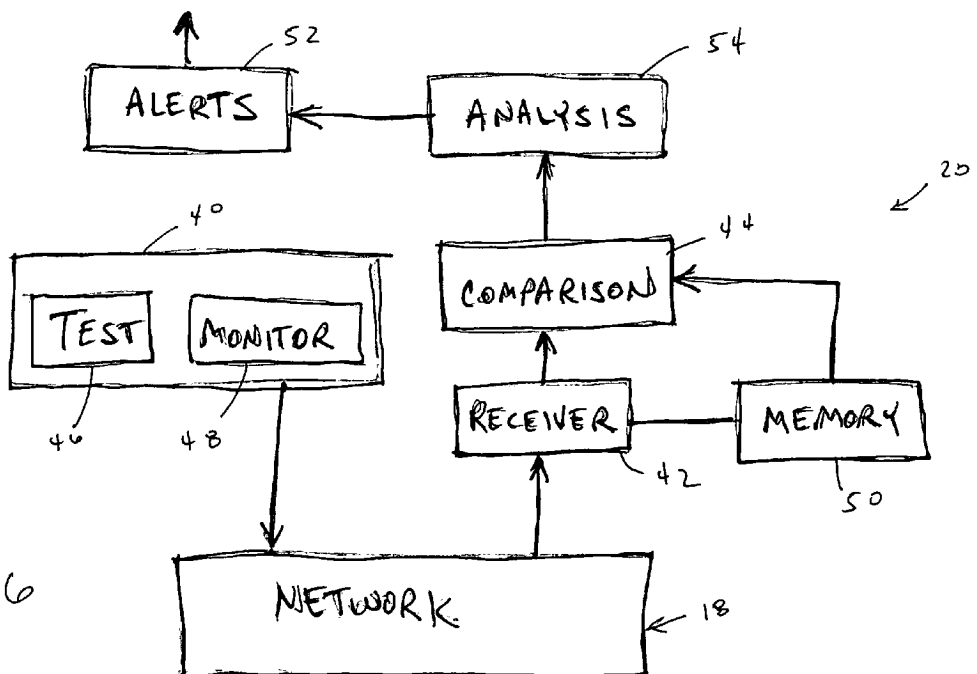 52
54
ALERTS
ANALYSIS
20
40
44
COMPARISON
TEST
MONITOR
RECEIVER
MEMORY
46
48
42
50
6
NETWORK
18